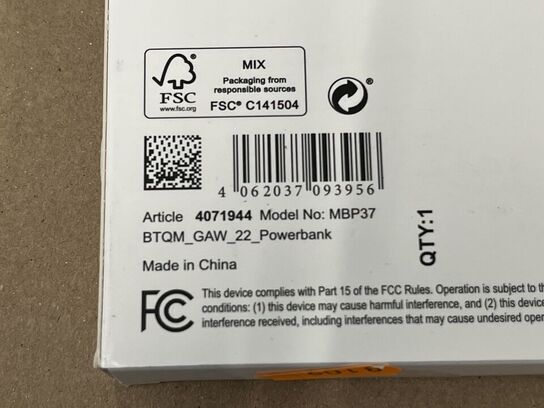 MIX
Packaging from
responsible sources
FSC
www.fsc.org
FSC® C141504
4 062037 093956
Article 4071944 Model No: MBP37
BTQM_GAW_22_Powerbank
QTY:1
Made in China
FC
This device complies with Part 15 of the FCC Rules. Operation is subject to
conditions: (1) this device may cause harmful interference, and (2) this device
interference received, including interferences that may cause undesired